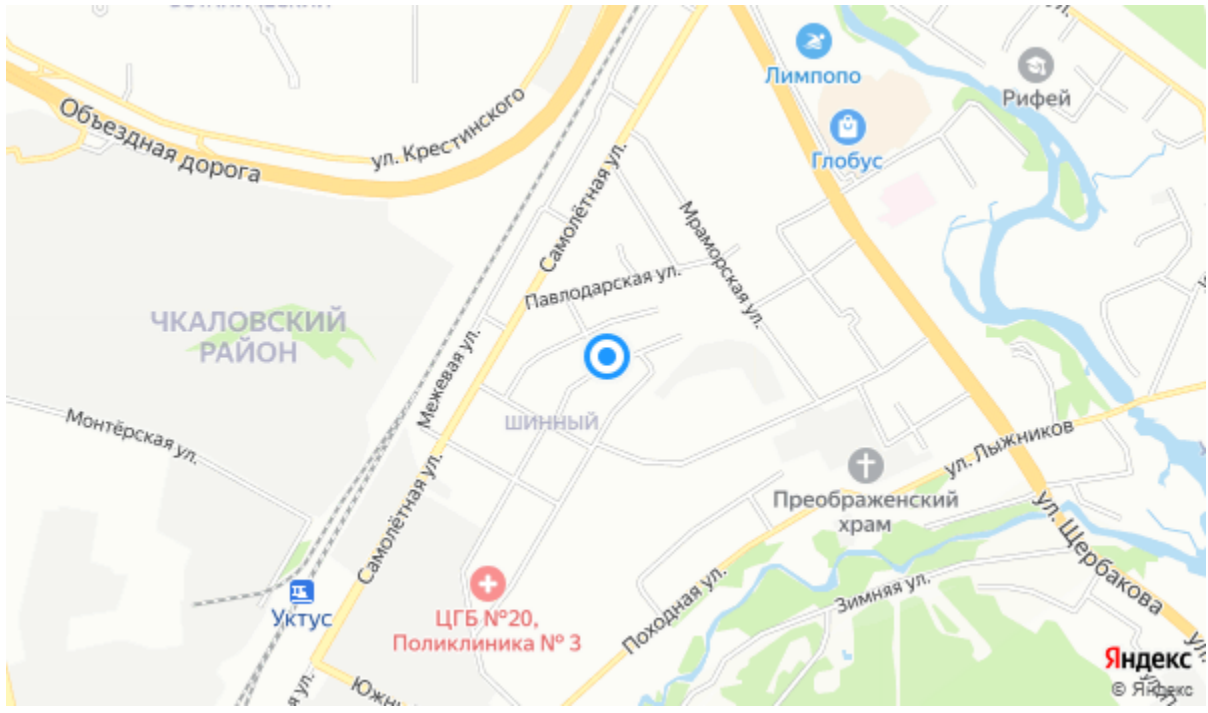 ул. Крестинского
Объездная дорога
Лимпопо
Рифей
Глобус
Самолётная ул.
Мраморская ул.
Павлодарская ул.
ЧКАЛОВСКИЙ
РАЙОН
Межевая ул.
Монтёрская ул.
ШИННЫЙ
ул. Лыжников
Преображенский
храм
ул. Щербакова
Самолётная ул.
Зимняя ул.
Уктус
ЦГБ №20,
Поликлиника № 3
Походная ул.
Яндекс
© Яндекс